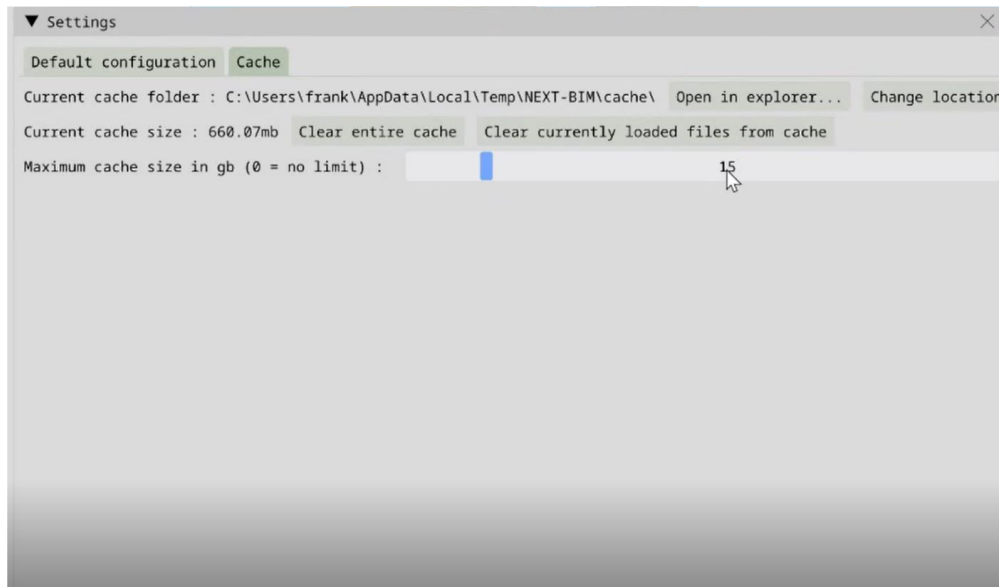 ▼ Settings
Default configuration Cache
Current cache folder : C:\Users\frank\AppData\Local\Temp\NEXT-BIM\cache\ Open in explorer... Change location
Current cache size : 660.07mb Clear entire cache Clear currently loaded files from cache
Maximum cache size in gb (0 = no limit) : 15